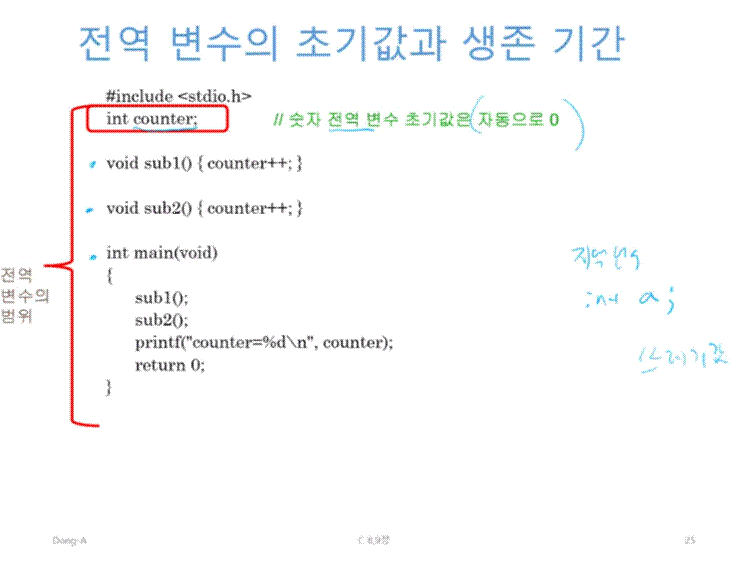 전역 변수의 초기값과 생존 기간
#include <stdio.h>
int counter; // 숫자 전역 변수 초기값은 자동으로 0
void sub1() { counter++; }
void sub2() { counter++; }
int main(void)
{
sub1();
sub2();
printf("counter=%d\n", counter);
return 0;
}
전역
변수의
범위
지역변수
int a;
쓰레기값
Dong-A
C 8,9장
25